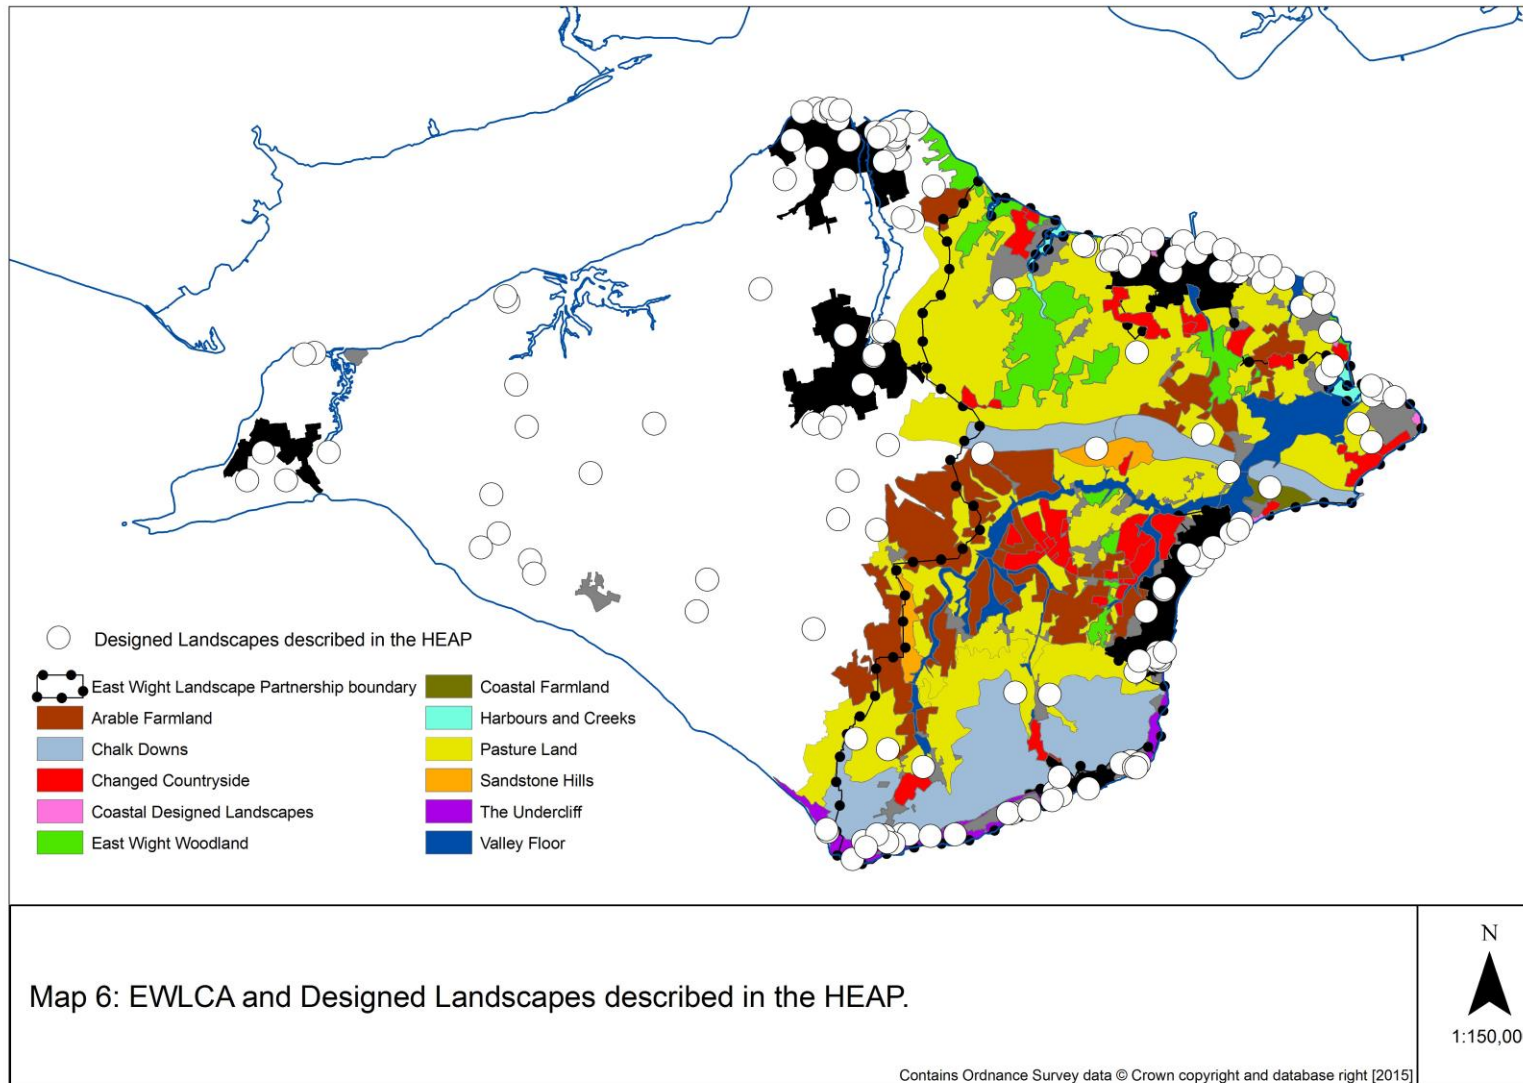 Designed Landscapes described in the HEAP
East Wight Landscape Partnership boundary
Arable Farmland
Chalk Downs
Changed Countryside
Coastal Designed Landscapes
East Wight Woodland
Coastal Farmland
Harbours and Creeks
Pasture Land
Sandstone Hills
The Undercliff
Valley Floor
Map 6: EWLCA and Designed Landscapes described in the HEAP.
N
1:150,00
Contains Ordnance Survey data © Crown copyright and database right [2015]